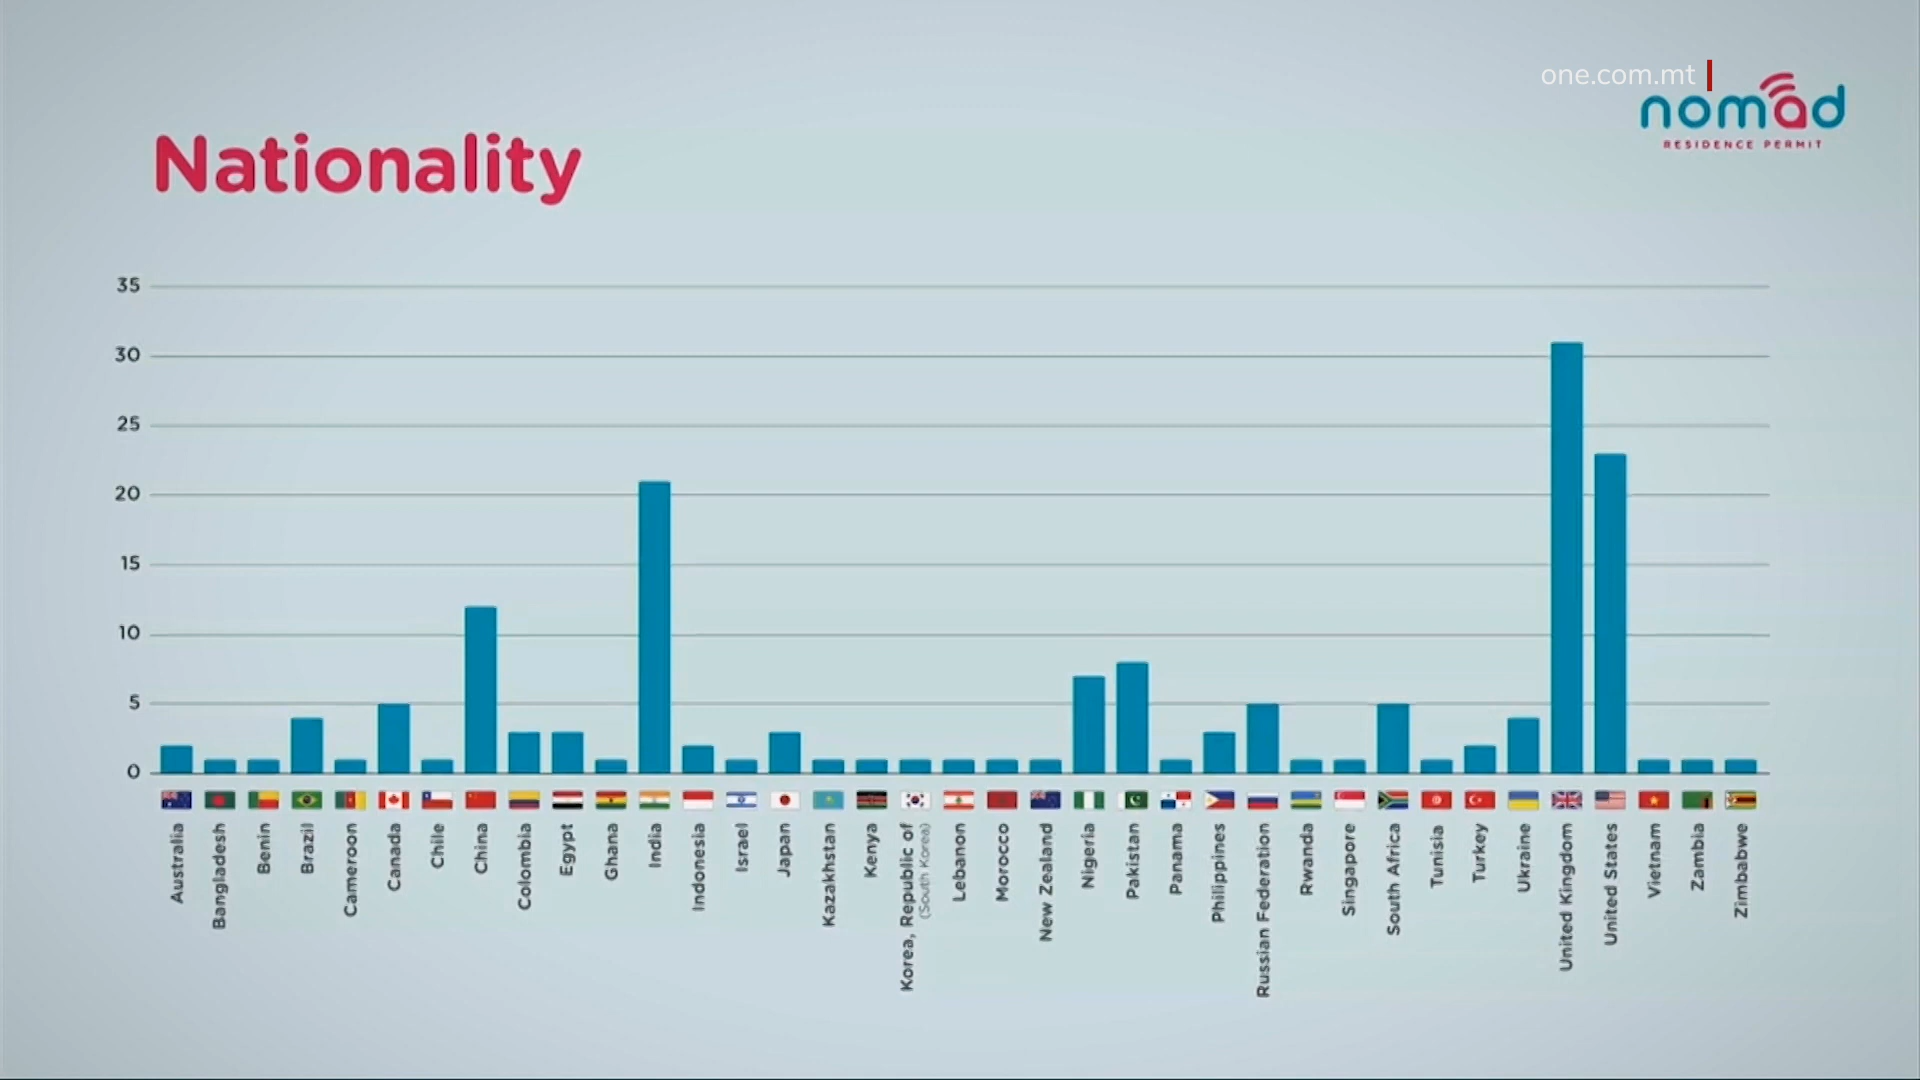 one.com.mt
nomad
RESIDENCE PERMIT
Nationality
35
30
25
20
15
10
5
0
Australia
Bangladesh
Benin
Brazil
Cameroon
Canada
Chile
China
Colombia
Egypt
Ghana
India
Indonesia
Israel
Japan
Kazakhstan
Kenya
Korea, Republic of
(South Korea)
Lebanon
Morocco
New Zealand
Nigeria
Pakistan
Panama
Philippines
Russian Federation
Rwanda
Singapore
South Africa
Tunisia
Turkey
Ukraine
United Kingdom
United States
Vietnam
Zambia
Zimbabwe